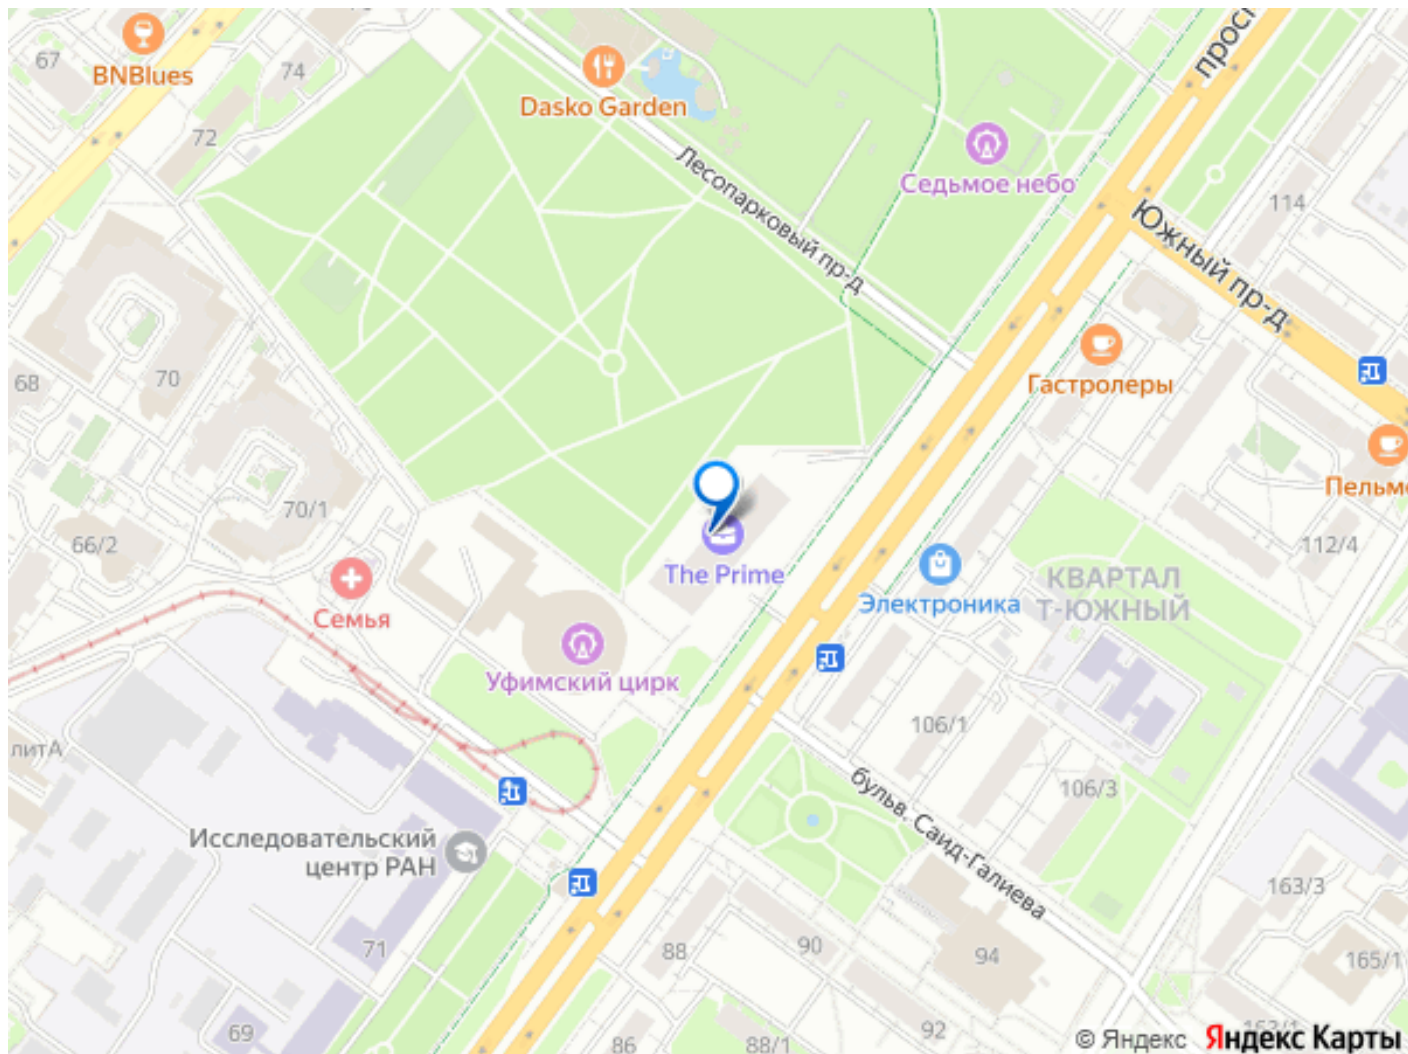 BNBlues
67
74
72
Dasko Garden
Лесопарковый пр-д
Седьмое небо
114
Южный пр-д
Гастролеры
68
70
70/1
66/2
Семья
The Prime
Уфимский цирк
Электроника
КВАРТАЛ
Т-ЮЖНЫЙ
112/4
106/1
106/3
бульв. Саид-Галиева
литА
Исследовательский
центр РАН
71
69
88
90
94
92
86
88/1
163/3
165/1
© Яндекс
Яндекс Карты